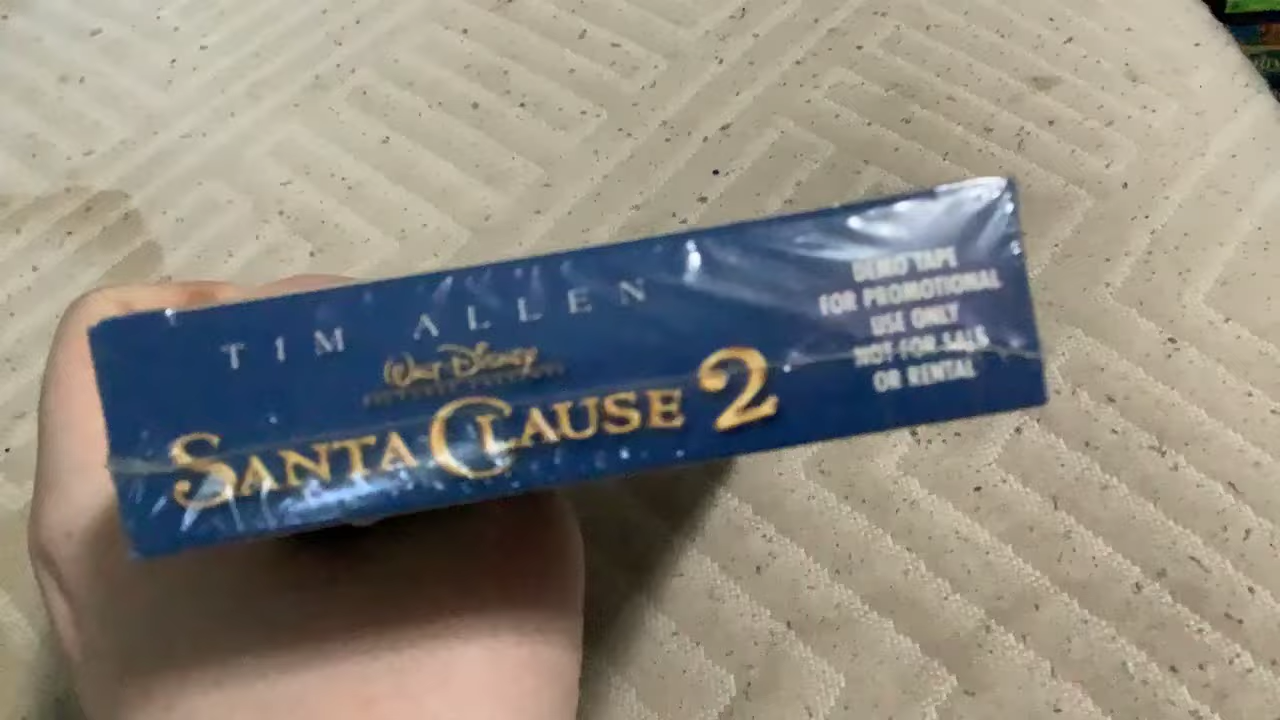 TIM ALLEN
WALT DISNEY
SANTA CLAUSE 2
DEMO TAPE
FOR PROMOTIONAL
USE ONLY
NOT FOR SALE
OR RENTAL